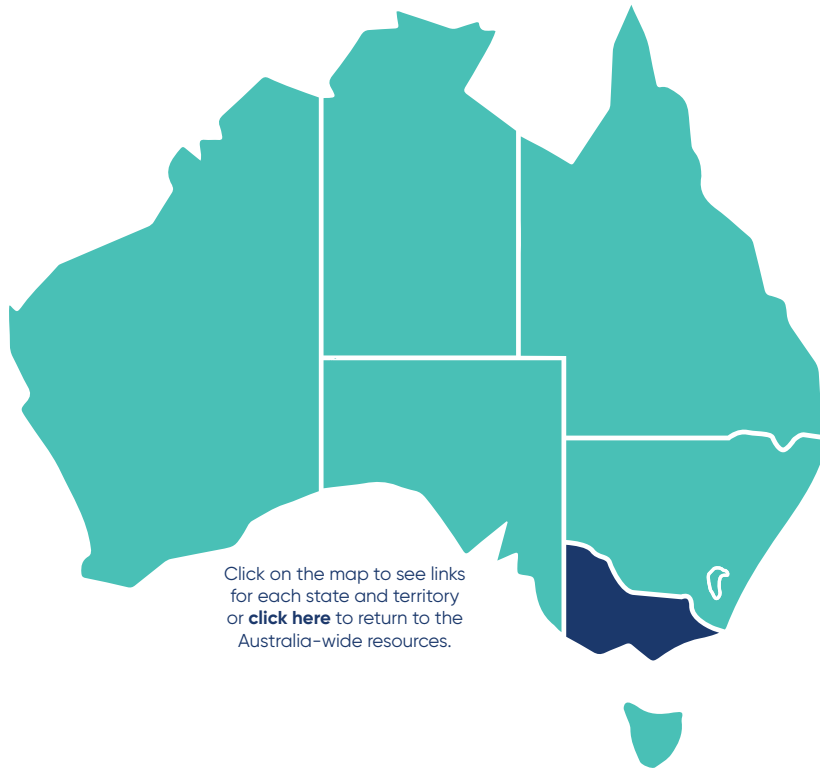 Click on the map to see links
for each state and territory
or click here to return to the
Australia-wide resources.